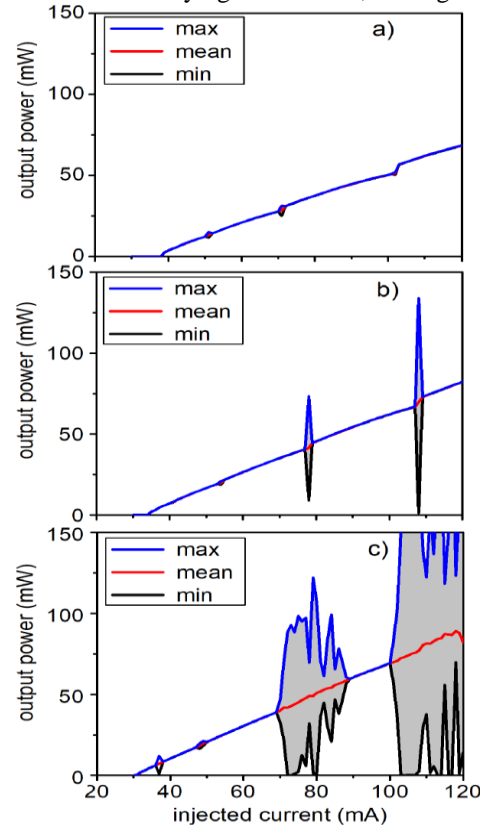 max
mean
min
a)
output power (mW)
150
100
50
0
max
mean
min
b)
output power (mW)
150
100
50
0
max
mean
min
c)
output power (mW)
150
100
50
0
20
40
60
80
100
120
injected current (mA)